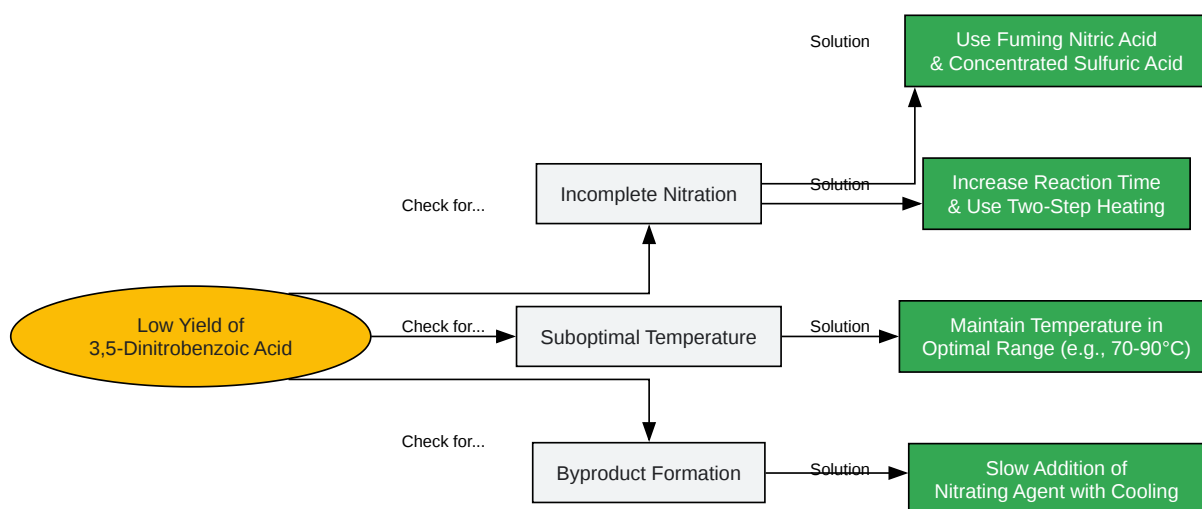 Solution
Use Fuming Nitric Acid
& Concentrated Sulfuric Acid
Check for...
Incomplete Nitration
Solution
Increase Reaction Time
& Use Two-Step Heating
Low Yield of
3,5-Dinitrobenzoic Acid
Check for...
Suboptimal Temperature
Solution
Maintain Temperature in
Optimal Range (e.g., 70-90°C)
Check for...
Byproduct Formation
Solution
Slow Addition of
Nitrating Agent with Cooling